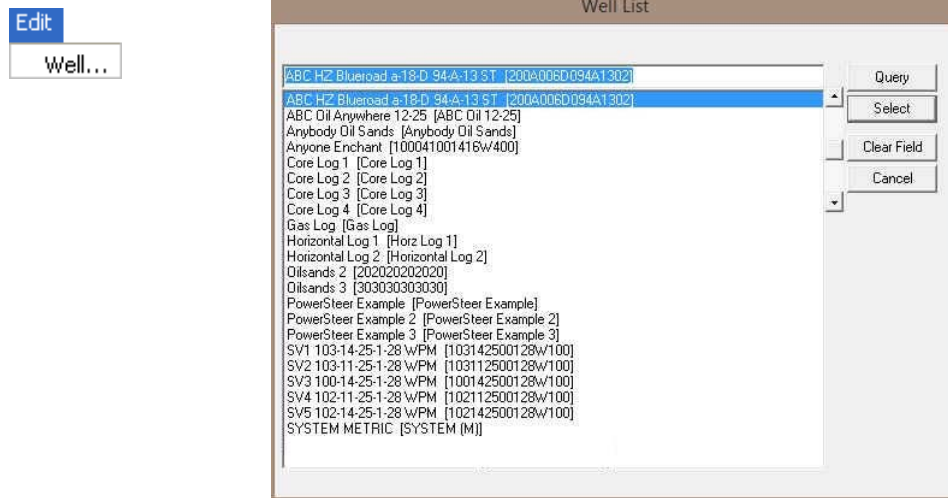 Edit
Well...
Well List
ABC HZ Blueroad a-18-D 94-A-13 ST [200A006D094A1302]
Query
ABC HZ Blueroad a-18-D 94-A-13 ST [200A006D094A1302]
Select
ABC Oil Anywhere 12-25 [ABC Oil 12-25]
Anybody Oil Sands [Anybody Oil Sands]
Anyone Enchant [100041001416W400]
Clear Field
Core Log 1 [Core Log 1]
Core Log 2 [Core Log 2]
Cancel
Core Log 3 [Core Log 3]
Core Log 4 [Core Log 4]
Gas Log [Gas Log]
Horizontal Log 1 [Horz Log 1]
Horizontal Log 2 [Horizontal Log 2]
Oilsands 2 [202020202020]
Oilsands 3 [303030303030]
PowerSteer Example [PowerSteer Example]
PowerSteer Example 2 [PowerSteer Example 2]
PowerSteer Example 3 [PowerSteer Example 3]
SV1 103-14-25-1-28 WPM [103142500128W100]
SV2 103-11-25-1-28 WPM [103112500128W100]
SV3 100-14-25-1-28 WPM [100142500128W100]
SV4 102-11-25-1-28 WPM [102112500128W100]
SV5 102-14-25-1-28 WPM [102142500128W100]
SYSTEM METRIC [SYSTEM (M)]